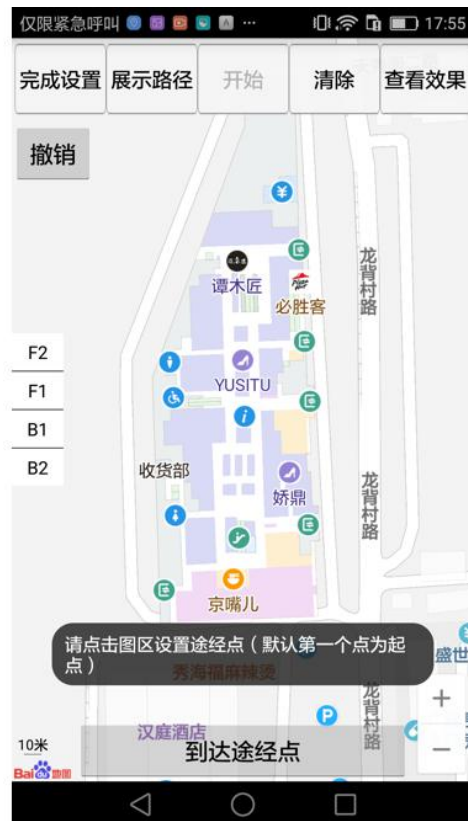 仅限紧急呼叫
17:55
完成设置
展示路径
开始
清除
查看效果
撤销
谭木匠
必胜客
龙背村路
F2
F1
B1
B2
YUSITU
收货部
娇鼎
龙背村路
京嘴儿
请点击图区设置途经点（默认第一个点为起
点）
秀海福麻辣烫
盛世
龙背村路
汉庭酒店
P
10米
到达途经点
Bai地图